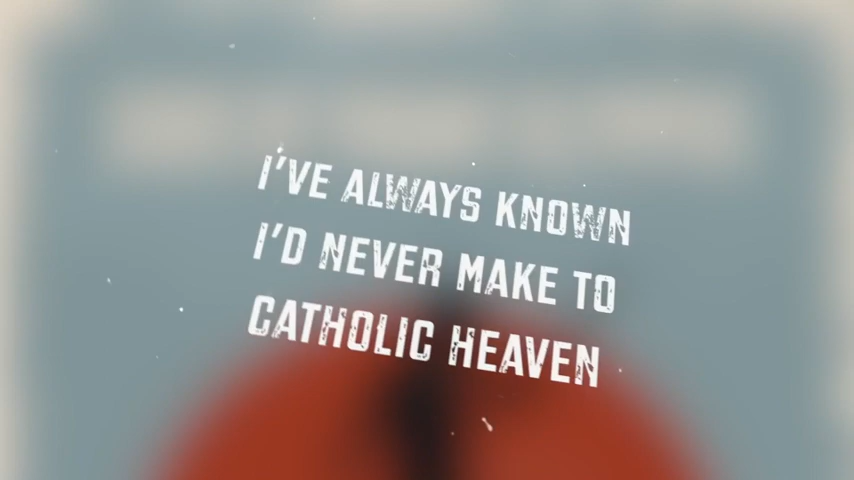 I'VE ALWAYS KNOWN
I'D NEVER MAKE TO
CATHOLIC HEAVEN